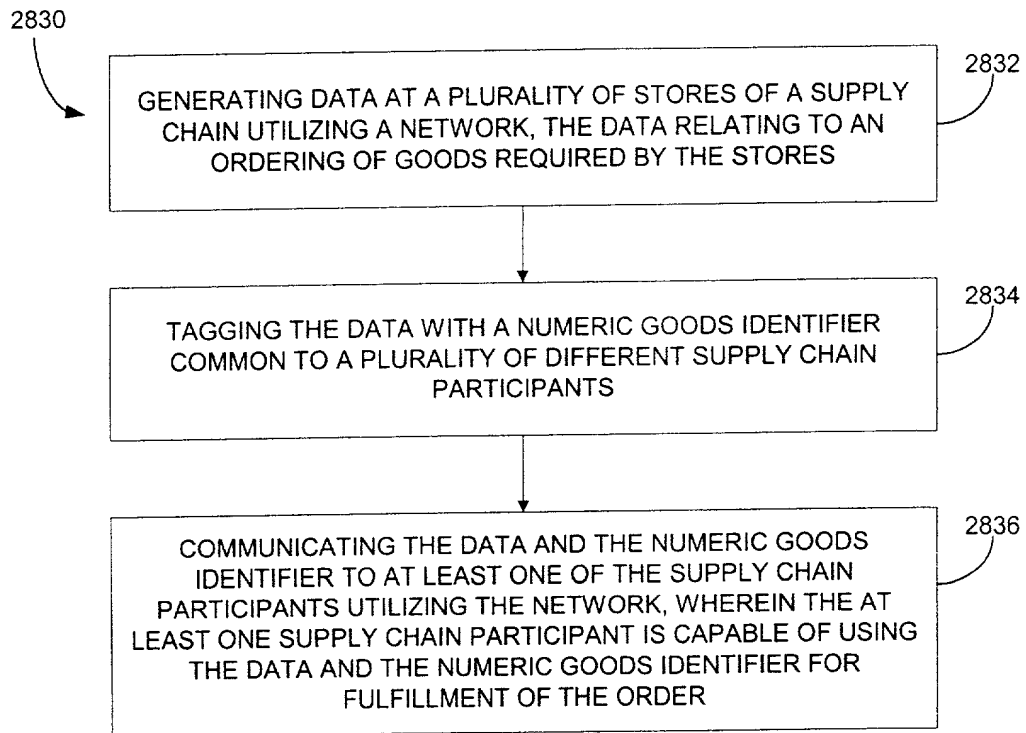 2830
2832
GENERATING DATA AT A PLURALITY OF STORES OF A SUPPLY
CHAIN UTILIZING A NETWORK, THE DATA RELATING TO AN
ORDERING OF GOODS REQUIRED BY THE STORES
2834
TAGGING THE DATA WITH A NUMERIC GOODS IDENTIFIER
COMMON TO A PLURALITY OF DIFFERENT SUPPLY CHAIN
PARTICIPANTS
2836
COMMUNICATING THE DATA AND THE NUMERIC GOODS
IDENTIFIER TO AT LEAST ONE OF THE SUPPLY CHAIN
PARTICIPANTS UTILIZING THE NETWORK, WHEREIN THE AT
LEAST ONE SUPPLY CHAIN PARTICIPANT IS CAPABLE OF USING
THE DATA AND THE NUMERIC GOODS IDENTIFIER FOR
FULFILLMENT OF THE ORDER